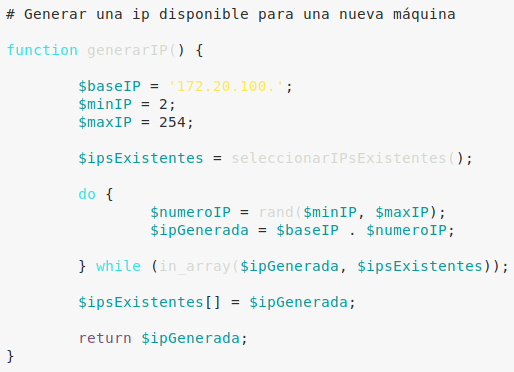 # Generar una ip disponible para una nueva máquina
function generarIP() {
$baseIP = '172.20.100.';
$minIP = 2;
$maxIP = 254;
$ipsExistentes = seleccionarIPsExistentes();
do {
$numeroIP = rand($minIP, $maxIP);
$ipGenerada = $baseIP . $numeroIP;
} while (in_array($ipGenerada, $ipsExistentes));
$ipsExistentes[] = $ipGenerada;
return $ipGenerada;
}